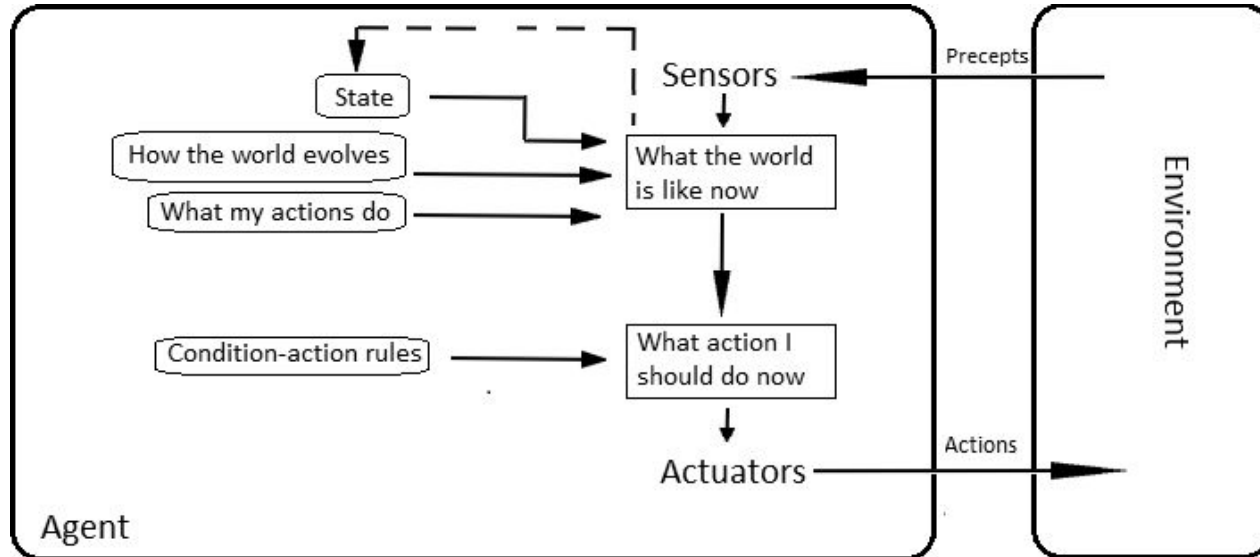 Precepts
Sensors
State
How the world evolves
What the world
is like now
What my actions do
Environment
Condition-action rules
What action I
should do now
Actions
Actuators
Agent